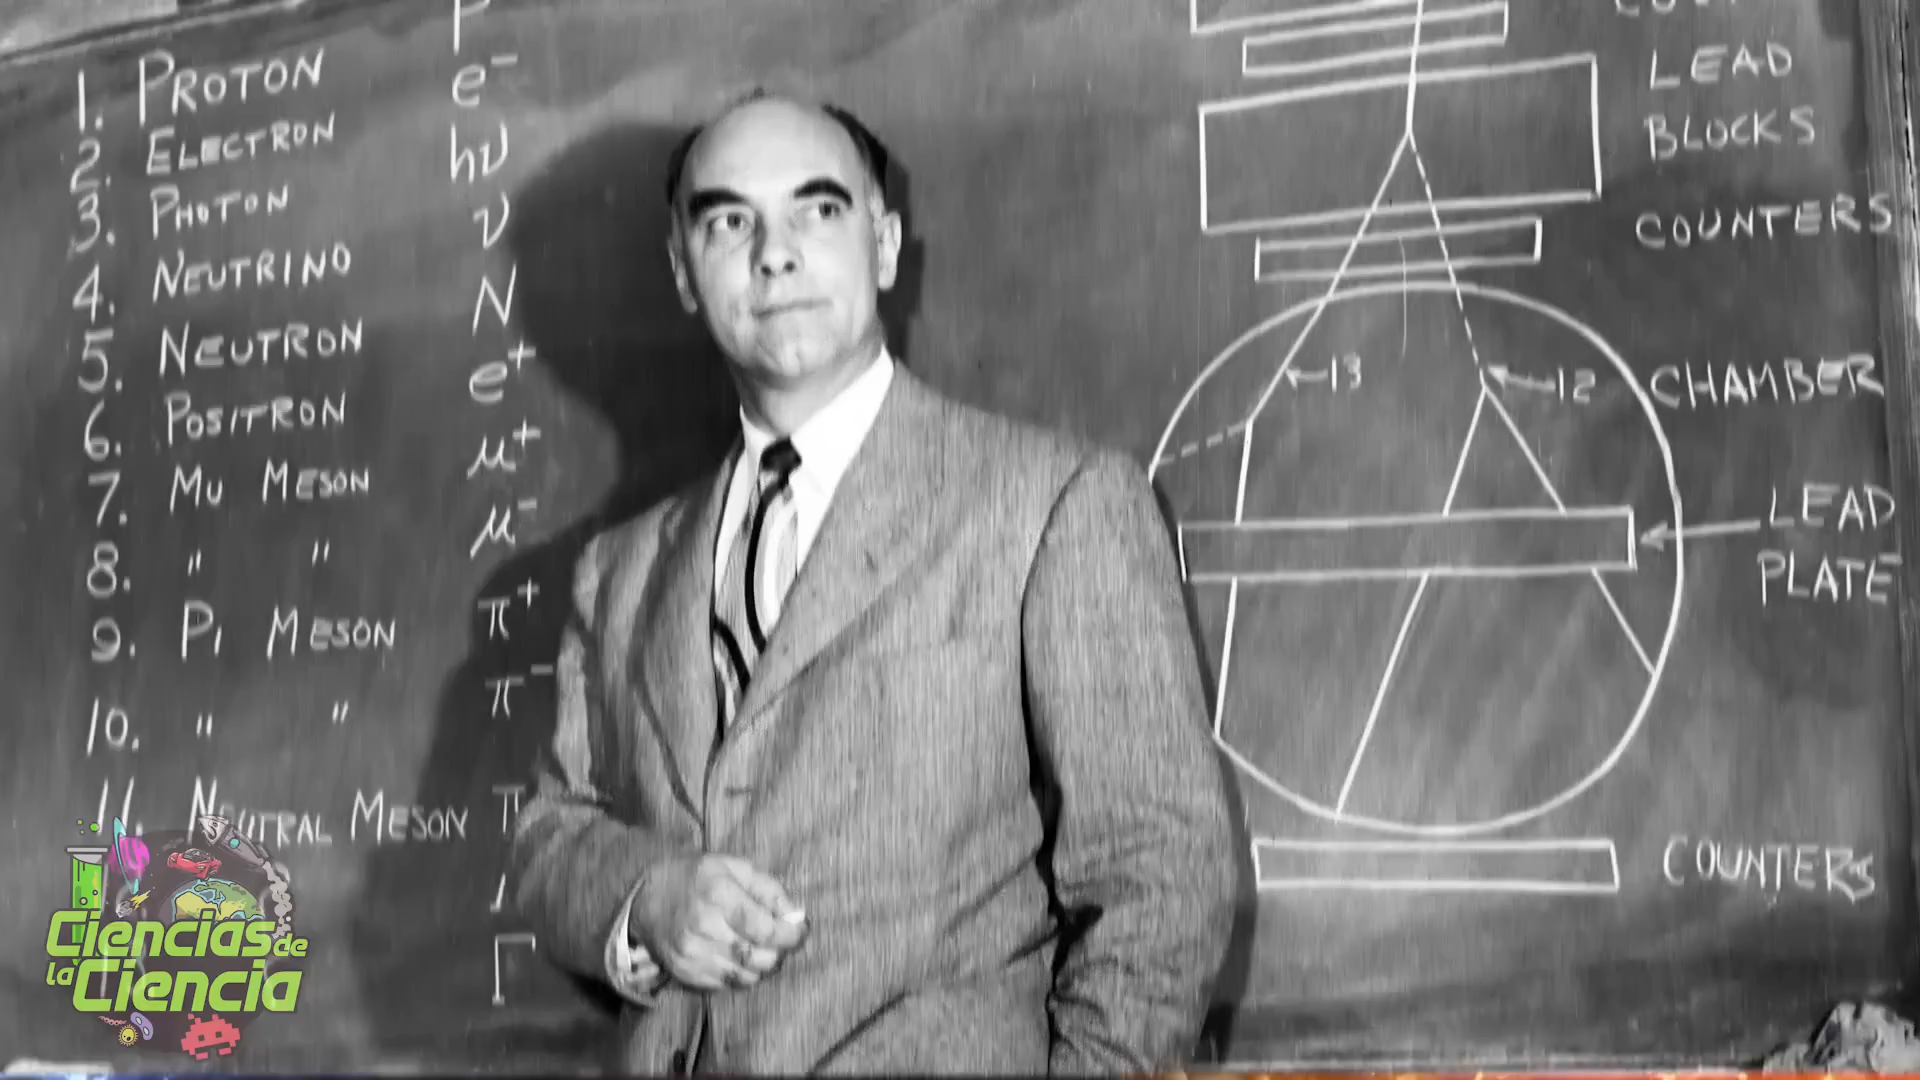 1. PROTON P
2. ELECTRON e⁻
3. PHOTON hν
4. NEUTRINO ν
5. NEUTRON N
6. POSITRON e⁺
7. MU MESON μ⁺
8. " " μ⁻
9. PI MESON π⁺
10. " " π⁻
11. NEUTRAL MESON π
Γ
LEAD
BLOCKS
COUNTERS
13
12
CHAMBER
LEAD
PLATE
COUNTERS
Ciencias de
la Ciencia